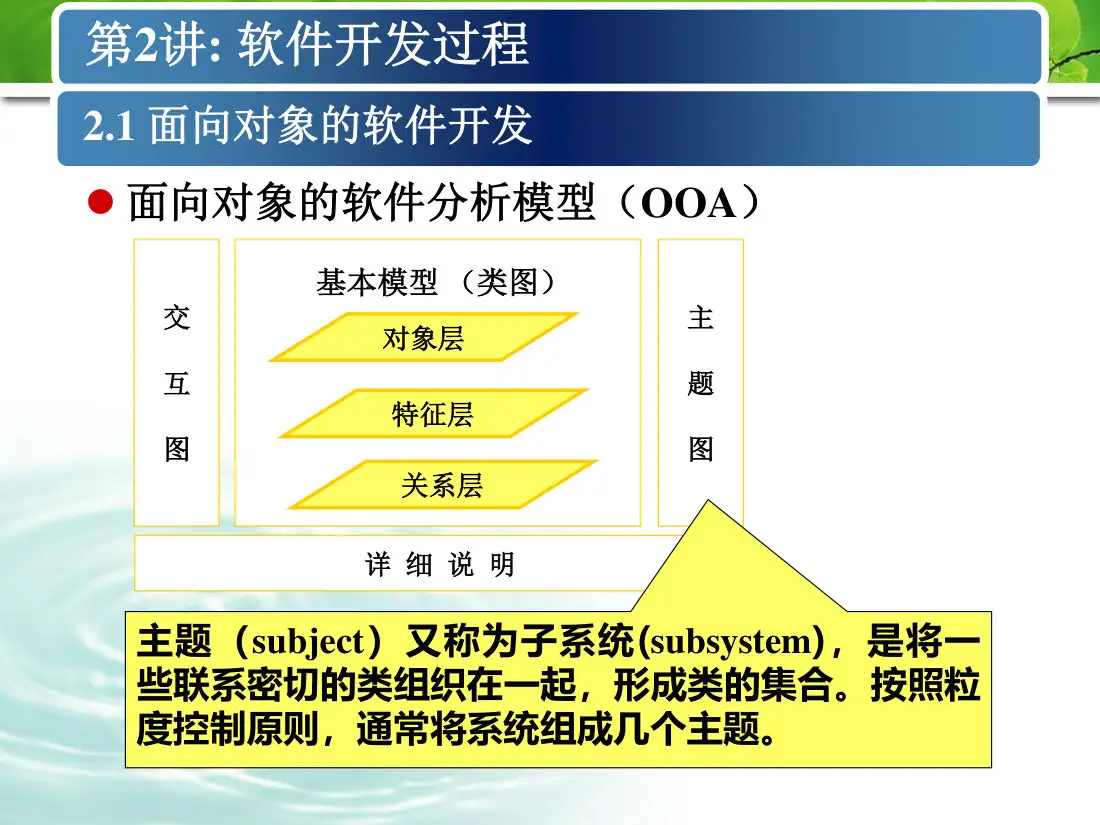 第2讲: 软件开发过程
2.1 面向对象的软件开发
面向对象的软件分析模型（OOA）
交
互
图
基本模型 （类图）
对象层
特征层
关系层
主
题
图
详 细 说 明
主题（subject）又称为子系统(subsystem)，是将一
些联系密切的类组织在一起，形成类的集合。按照粒
度控制原则，通常将系统组成几个主题。